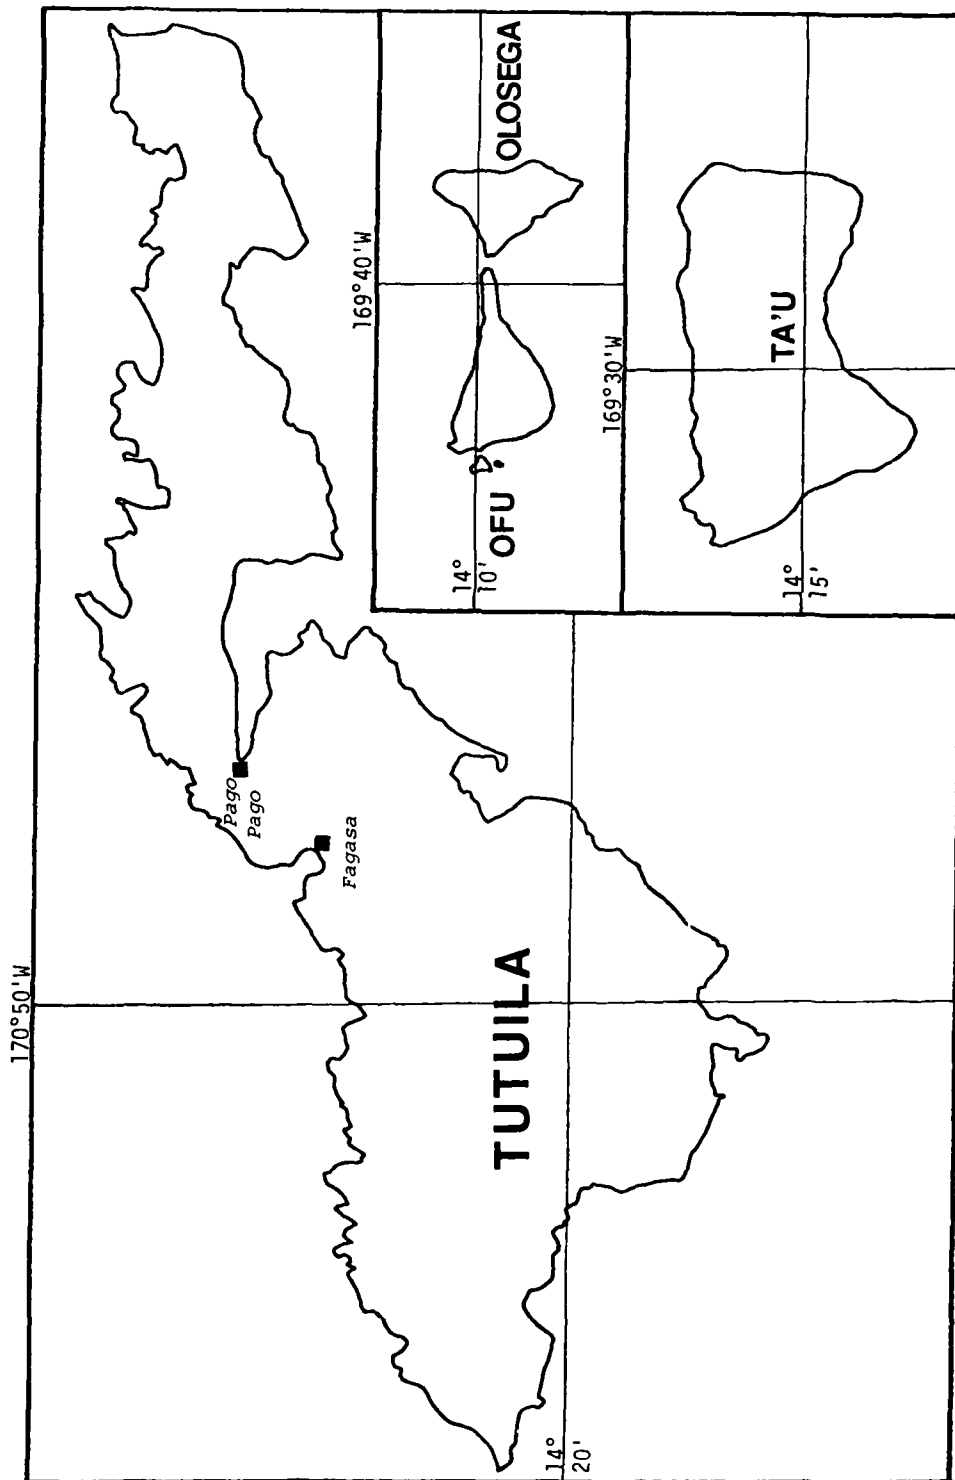 170°50'W
Pago
Pago
Fagasa
TUTUILA
14°
20'
169°40'W
OLOSEGA
OFU
14°
10'
169°30'W
TA'U
14°
15'